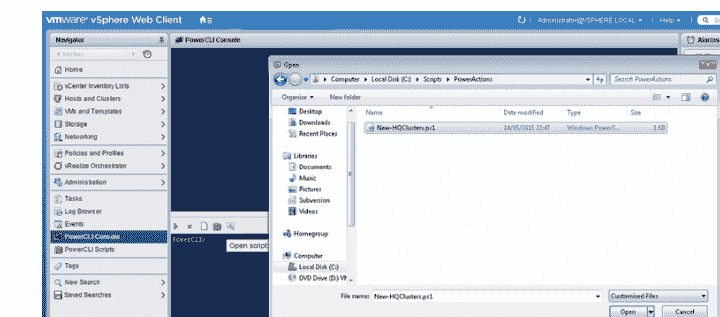 vmware® vSphere Web Client
Administrator@VSPHERE.LOCAL
Help
Navigator
PowerCLI Console
Alarms
History
Open
Home
Computer
Local Disk (C:)
Scripts
PowerActions
Search PowerActions
vCenter Inventory Lists
Organize
New folder
Hosts and Clusters
Desktop
Name
Date modified
Type
Size
VMs and Templates
Downloads
Storage
Recent Places
New-HQClusters.ps1
14/05/2015 22:47
Windows PowerS...
1 KB
Networking
Policies and Profiles
Libraries
vRealize Orchestrator
Documents
Music
Administration
Pictures
Subversion
Tasks
Videos
Log Browser
Events
Homegroup
PowerCLI Console
PowerCLI>
PowerCLI Scripts
Open script
Computer
Tags
Local Disk (C:)
DVD Drive (D:)
New Search
Saved Searches
File name:
New-HQClusters.ps1
Customised Files
Open
Cancel